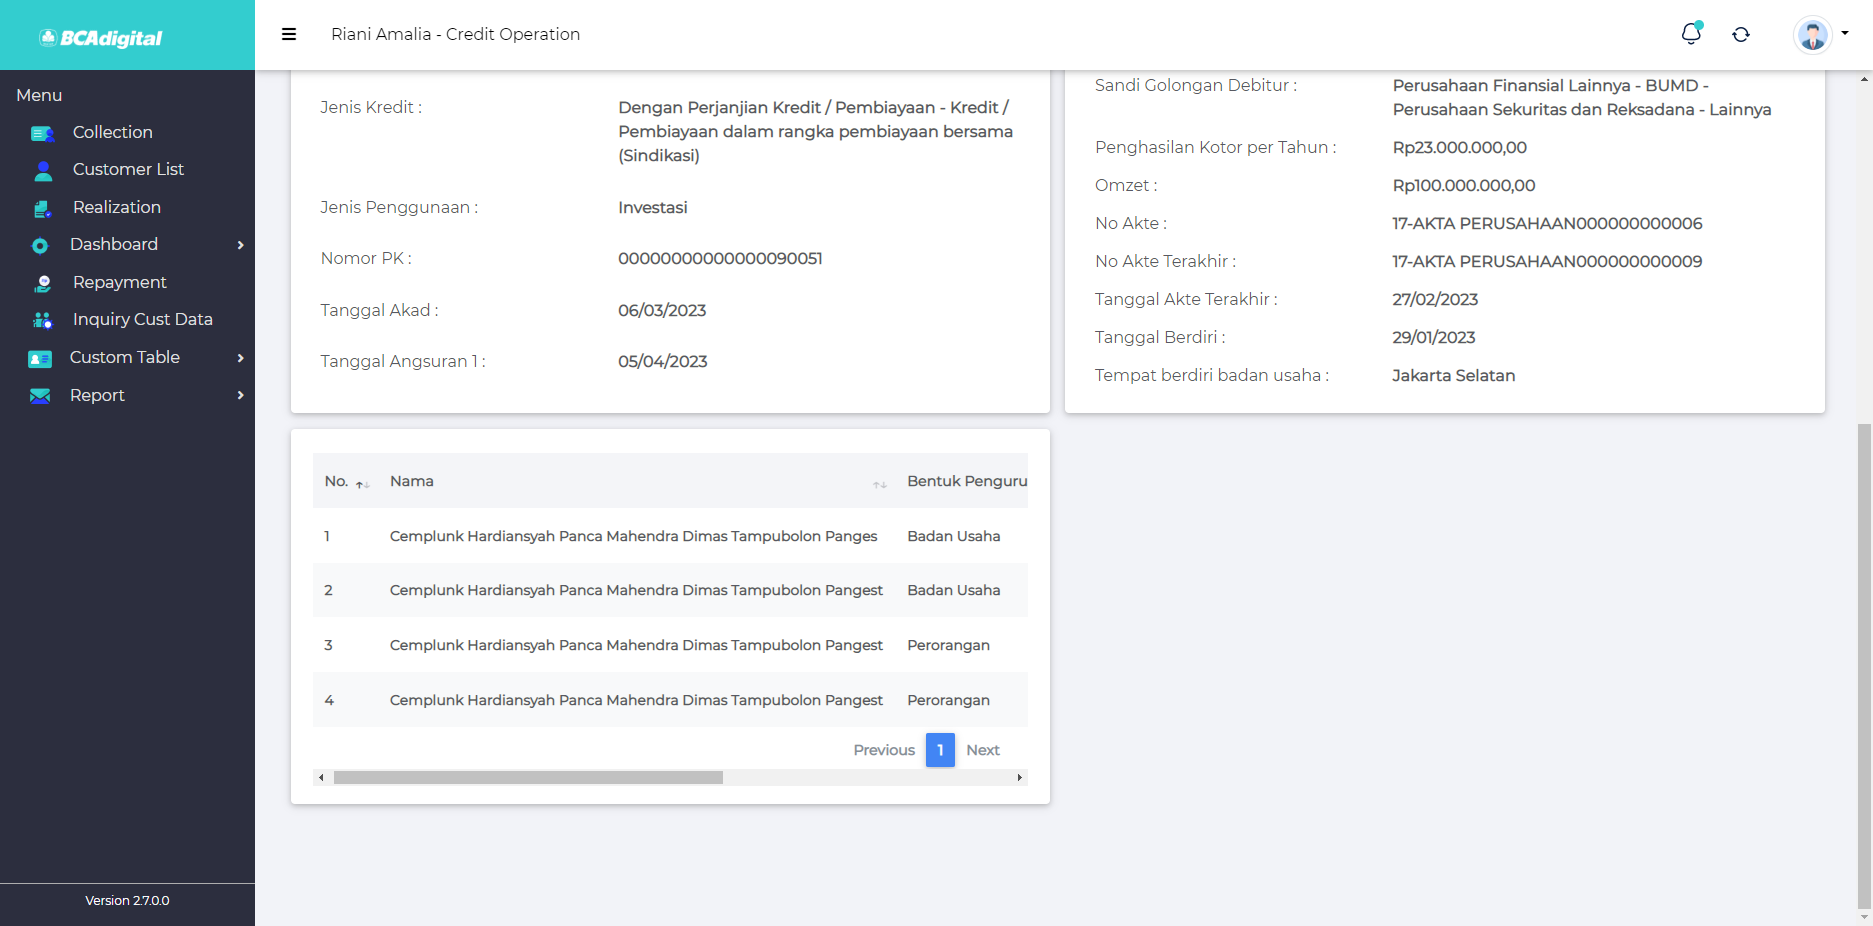 BCAdigital
Riani Amalia - Credit Operation
Menu
Collection
Customer List
Realization
Dashboard
Repayment
Inquiry Cust Data
Custom Table
Report
Version 2.7.0.0
Jenis Kredit :
Dengan Perjanjian Kredit / Pembiayaan - Kredit /
Pembiayaan dalam rangka pembiayaan bersama
(Sindikasi)
Jenis Penggunaan :
Investasi
Nomor PK :
00000000000000090051
Tanggal Akad :
06/03/2023
Tanggal Angsuran 1 :
05/04/2023
Sandi Golongan Debitur :
Perusahaan Finansial Lainnya - BUMD -
Perusahaan Sekuritas dan Reksadana - Lainnya
Penghasilan Kotor per Tahun :
Rp23.000.000,00
Omzet :
Rp100.000.000,00
No Akte :
17-AKTA PERUSAHAAN000000000006
No Akte Terakhir :
17-AKTA PERUSAHAAN000000000009
Tanggal Akte Terakhir :
27/02/2023
Tanggal Berdiri :
29/01/2023
Tempat berdiri badan usaha :
Jakarta Selatan
No. Nama Bentuk Penguru
1 Cemplunk Hardiansyah Panca Mahendra Dimas Tampubolon Panges Badan Usaha
2 Cemplunk Hardiansyah Panca Mahendra Dimas Tampubolon Pangest Badan Usaha
3 Cemplunk Hardiansyah Panca Mahendra Dimas Tampubolon Pangest Perorangan
4 Cemplunk Hardiansyah Panca Mahendra Dimas Tampubolon Pangest Perorangan
Previous 1 Next